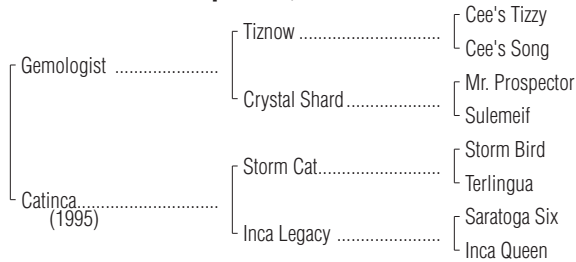 Cee's Tizzy
Tiznow ........................
Cee's Song
Gemologist ......................
Mr. Prospector
Crystal Shard....................
Sulemeif
Storm Bird
Storm Cat.........................
Terlingua
Catinca..............................
(1995)
Saratoga Six
Inca Legacy ......................
Inca Queen